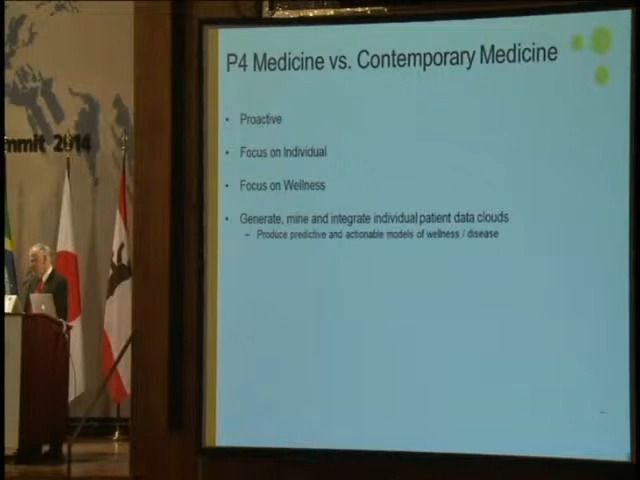 P4 Medicine vs. Contemporary Medicine
• Proactive
• Focus on Individual
• Focus on Wellness
• Generate, mine and integrate individual patient data clouds
– Produce predictive and actionable models of wellness / disease
mmit 2014